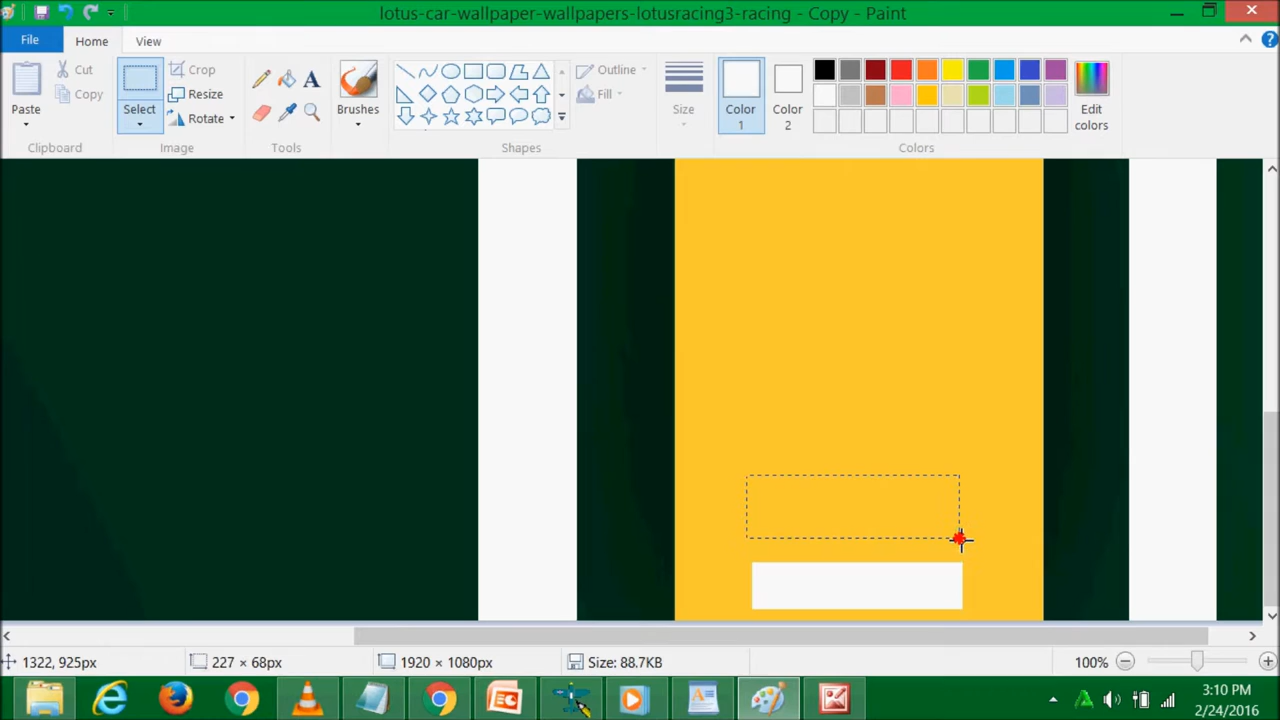 lotus-car-wallpaper-wallpapers-lotusracing3-racing - Copy - Paint
File Home View
Paste
Cut
Copy
Clipboard
Select
Crop
Resize
Rotate
Image
A
Tools
Brushes
Shapes
Outline
Fill
Size
Color 1
Color 2
Edit colors
Colors
1322, 925px 227 × 68px 1920 × 1080px Size: 88.7KB 100%
3:10 PM
2/24/2016